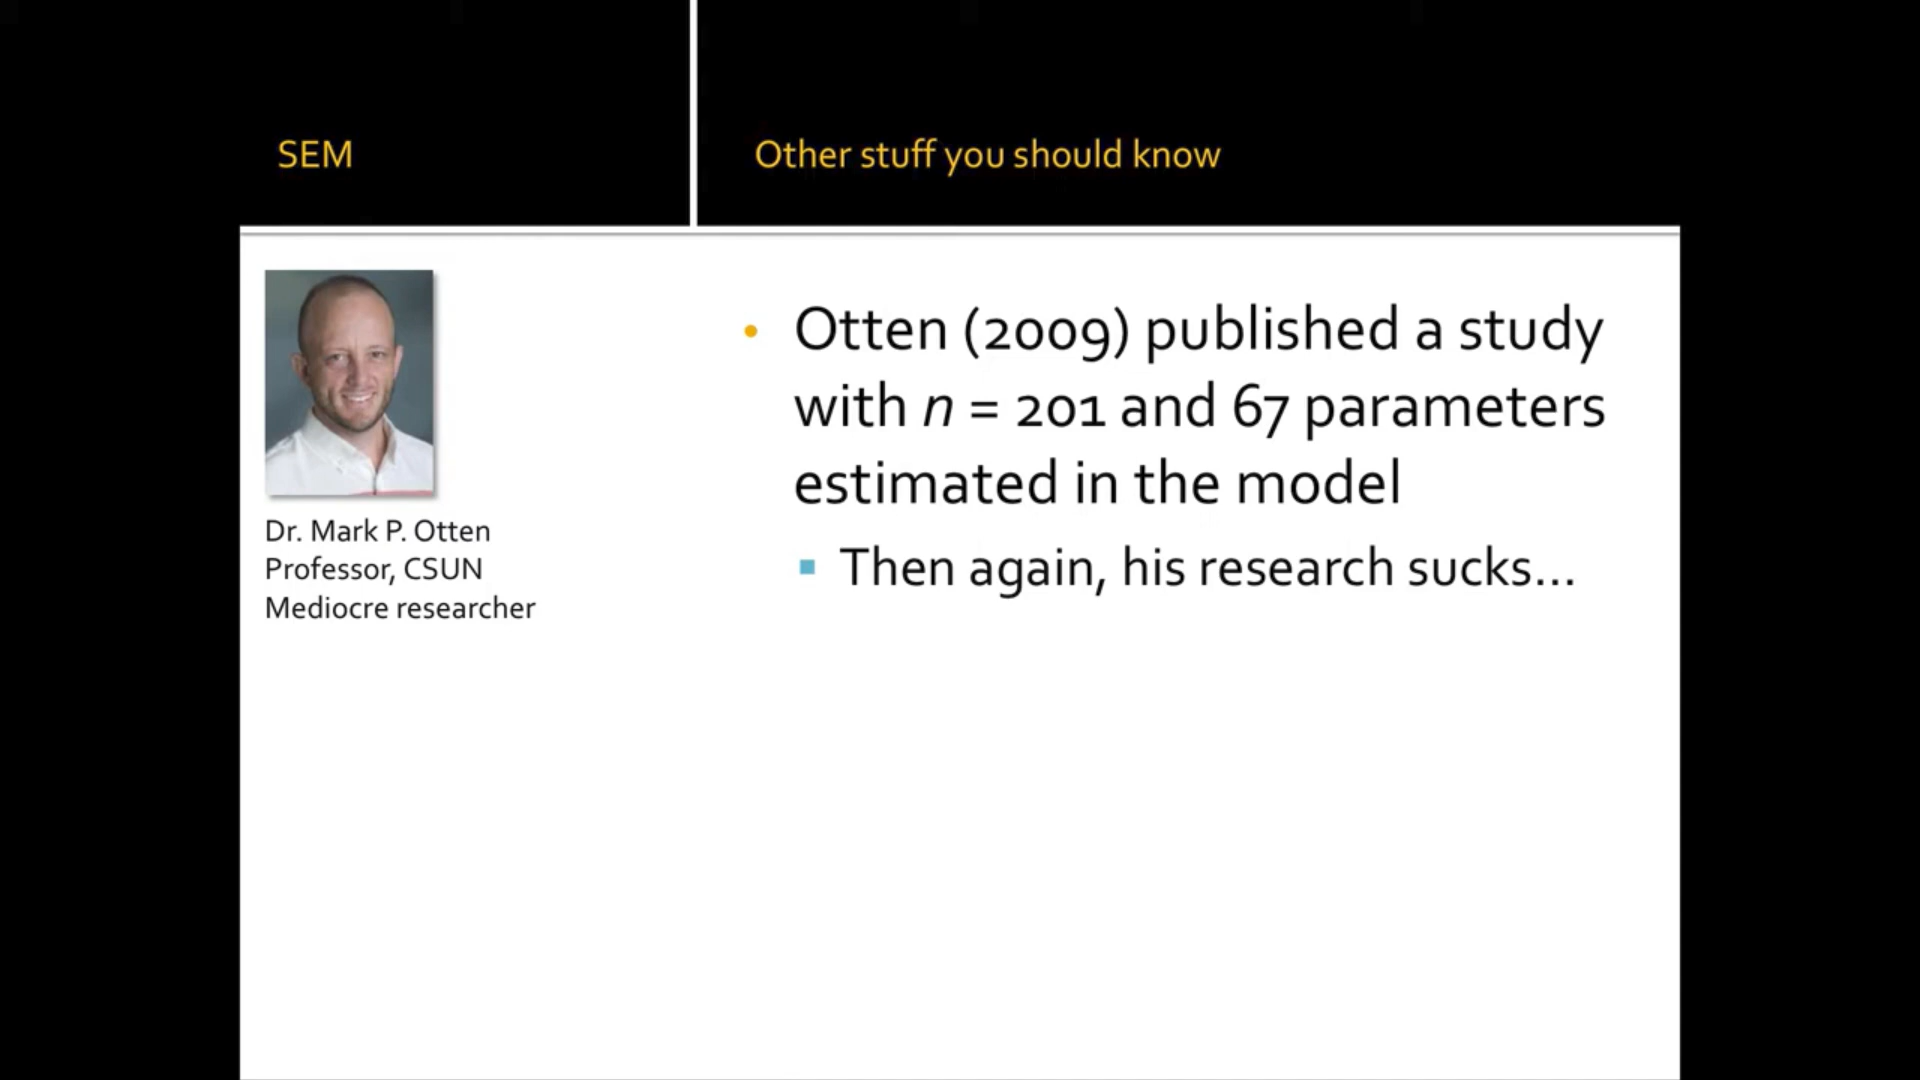 SEM
Other stuff you should know
Dr. Mark P. Otten
Professor, CSUN
Mediocre researcher
• Otten (2009) published a study
with n = 201 and 67 parameters
estimated in the model
▪ Then again, his research sucks...